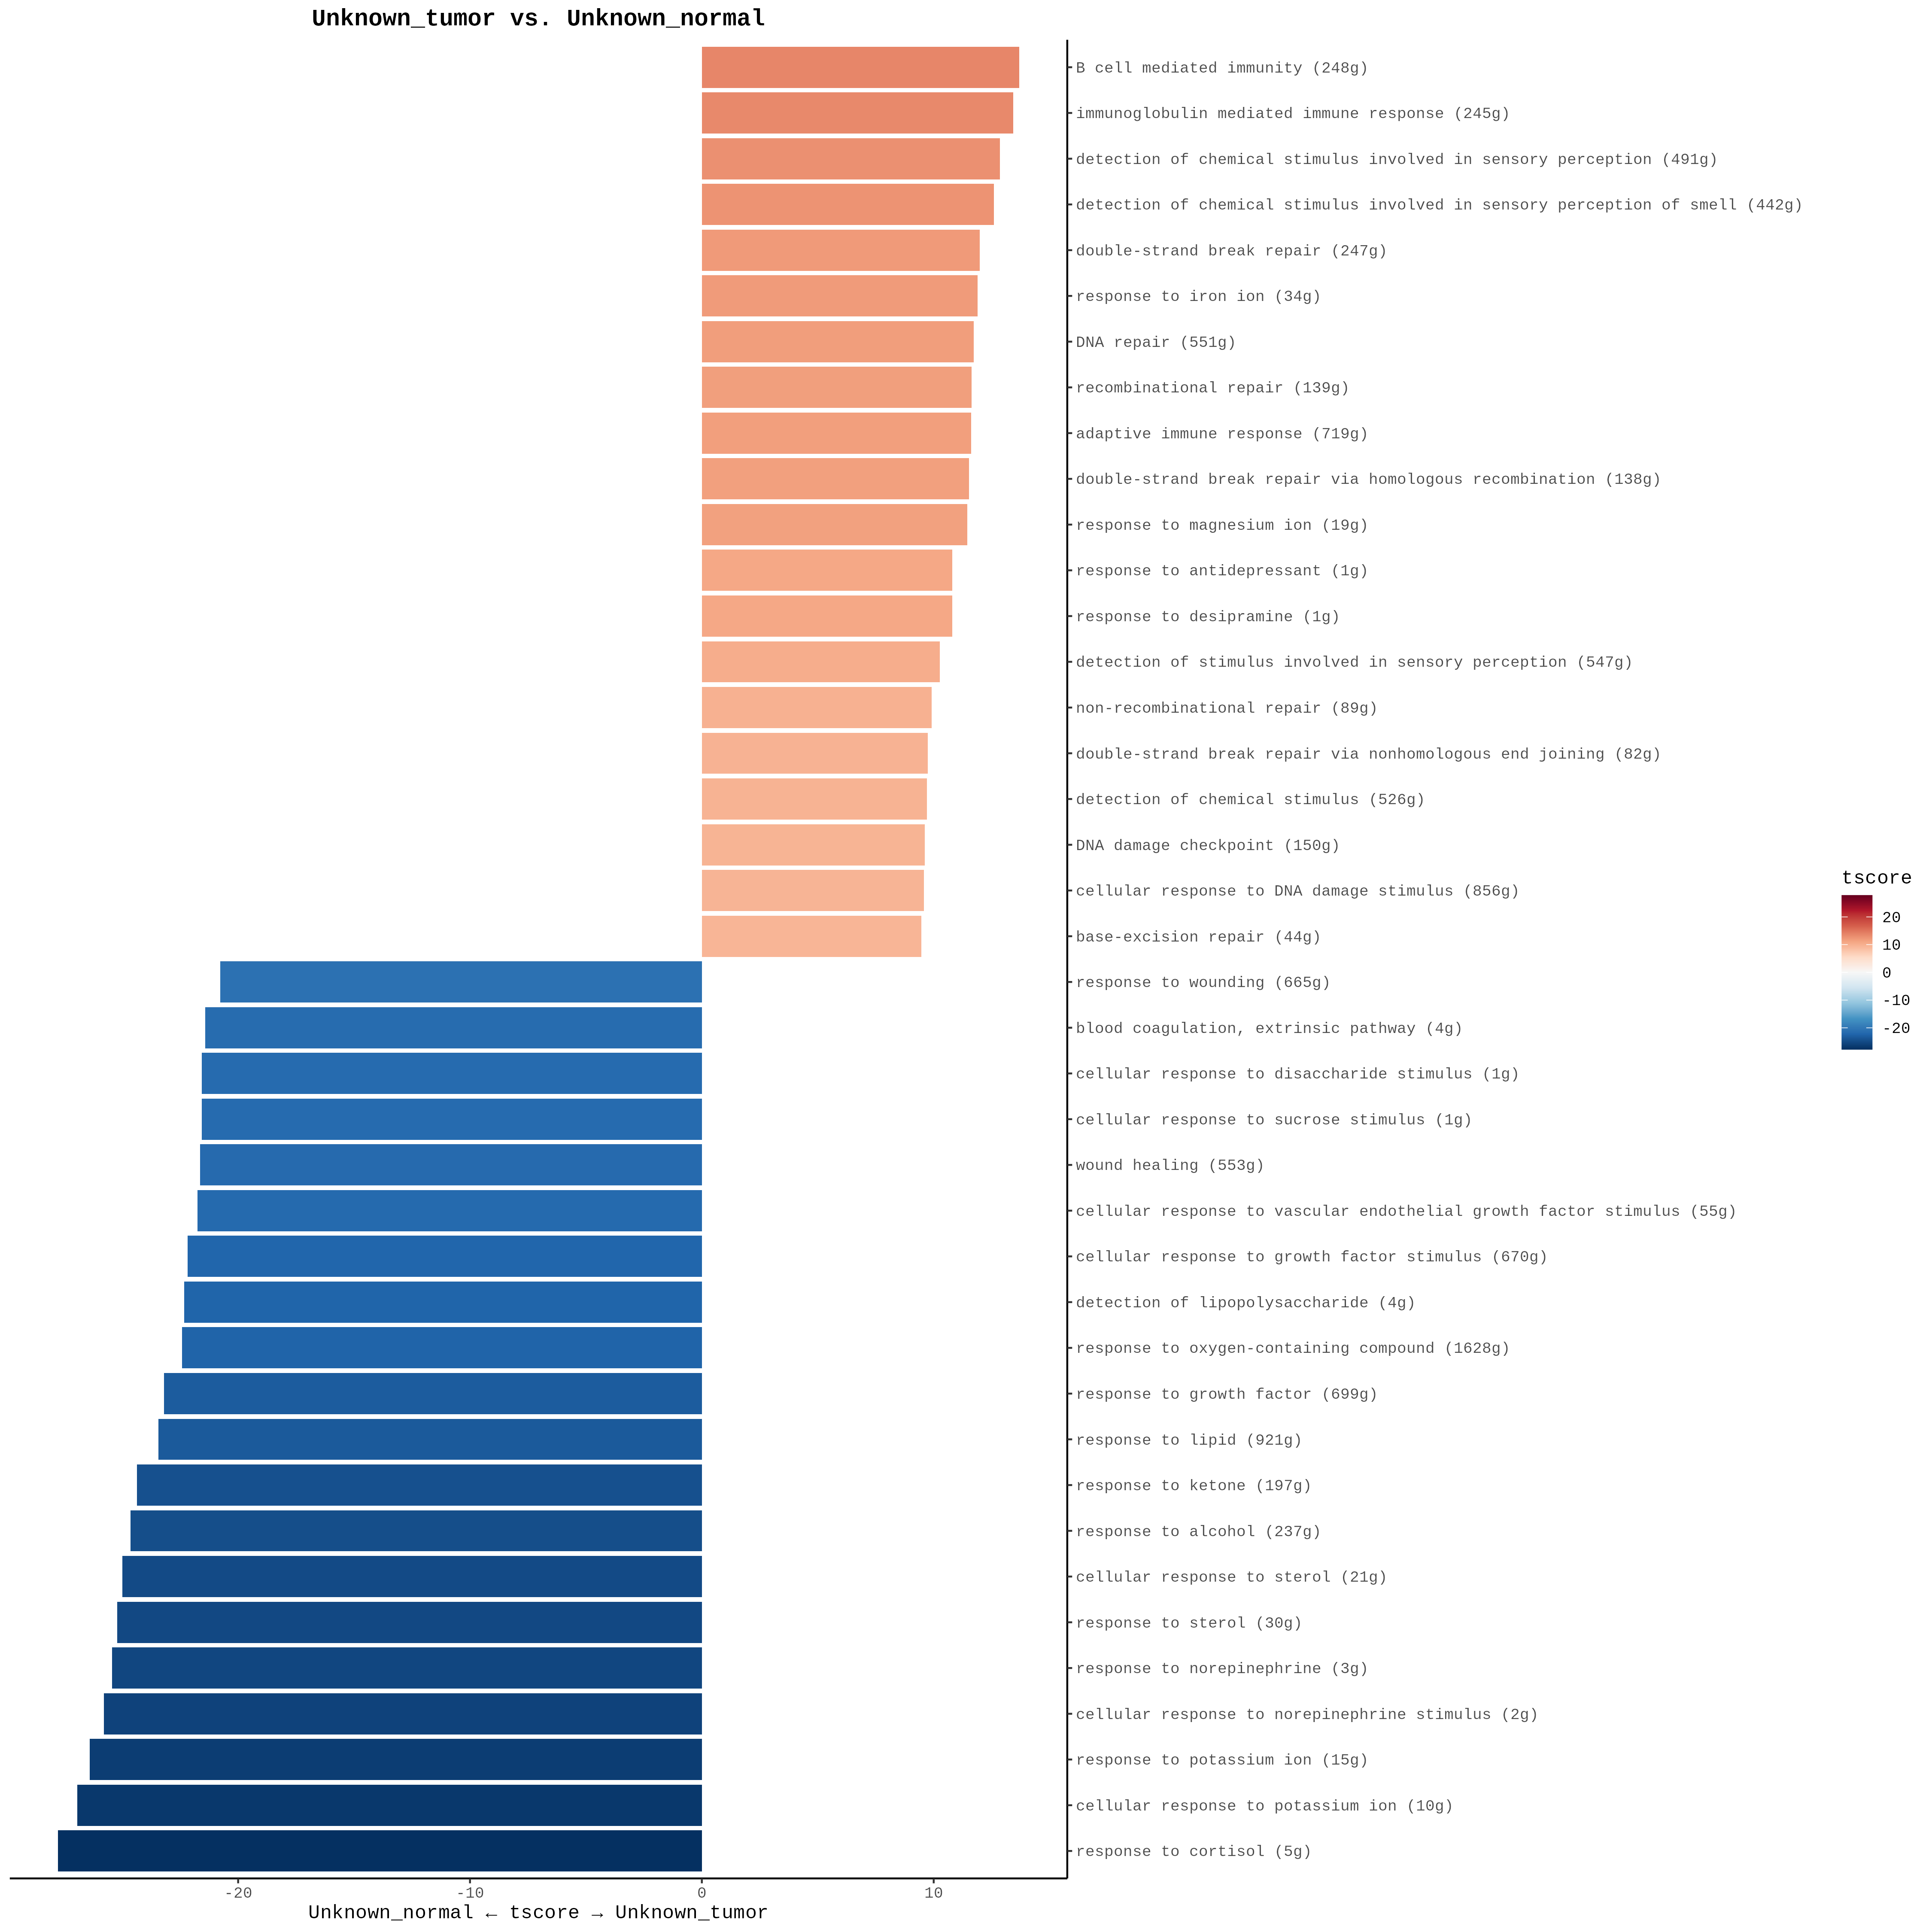 Unknown_tumor vs. Unknown_normal
B cell mediated immunity (248g)
immunoglobulin mediated immune response (245g)
detection of chemical stimulus involved in sensory perception (491g)
detection of chemical stimulus involved in sensory perception of smell (442g)
double-strand break repair (247g)
response to iron ion (34g)
DNA repair (551g)
recombinational repair (139g)
adaptive immune response (719g)
double-strand break repair via homologous recombination (138g)
response to magnesium ion (19g)
response to antidepressant (1g)
response to desipramine (1g)
detection of stimulus involved in sensory perception (547g)
non-recombinational repair (89g)
double-strand break repair via nonhomologous end joining (82g)
detection of chemical stimulus (526g)
DNA damage checkpoint (150g)
cellular response to DNA damage stimulus (856g)
base-excision repair (44g)
response to wounding (665g)
blood coagulation, extrinsic pathway (4g)
cellular response to disaccharide stimulus (1g)
cellular response to sucrose stimulus (1g)
wound healing (553g)
cellular response to vascular endothelial growth factor stimulus (55g)
cellular response to growth factor stimulus (670g)
detection of lipopolysaccharide (4g)
response to oxygen-containing compound (1628g)
response to growth factor (699g)
response to lipid (921g)
response to ketone (197g)
response to alcohol (237g)
cellular response to sterol (21g)
response to sterol (30g)
response to norepinephrine (3g)
cellular response to norepinephrine stimulus (2g)
response to potassium ion (15g)
cellular response to potassium ion (10g)
response to cortisol (5g)
tscore
20
10
0
-10
-20
-20 -10 0 10
Unknown_normal ← tscore → Unknown_tumor